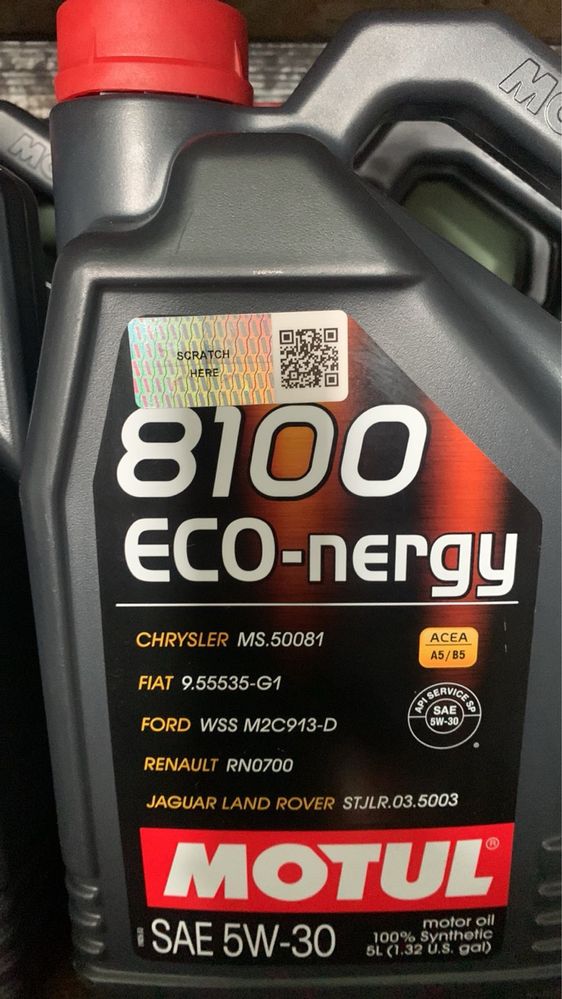 SCRATCH
HERE
8100
ECO-nergy
CHRYSLER MS.50081
ACEA
A5/B5
FIAT 9.55535-G1
API SERVICE SP
SAE
5W-30
FORD WSS M2C913-D
RENAULT RN0700
JAGUAR LAND ROVER STJLR.03.5003
MOTUL®
SAE 5W-30
motor oil
100% Synthetic
5L (1.32 U.S. gal)